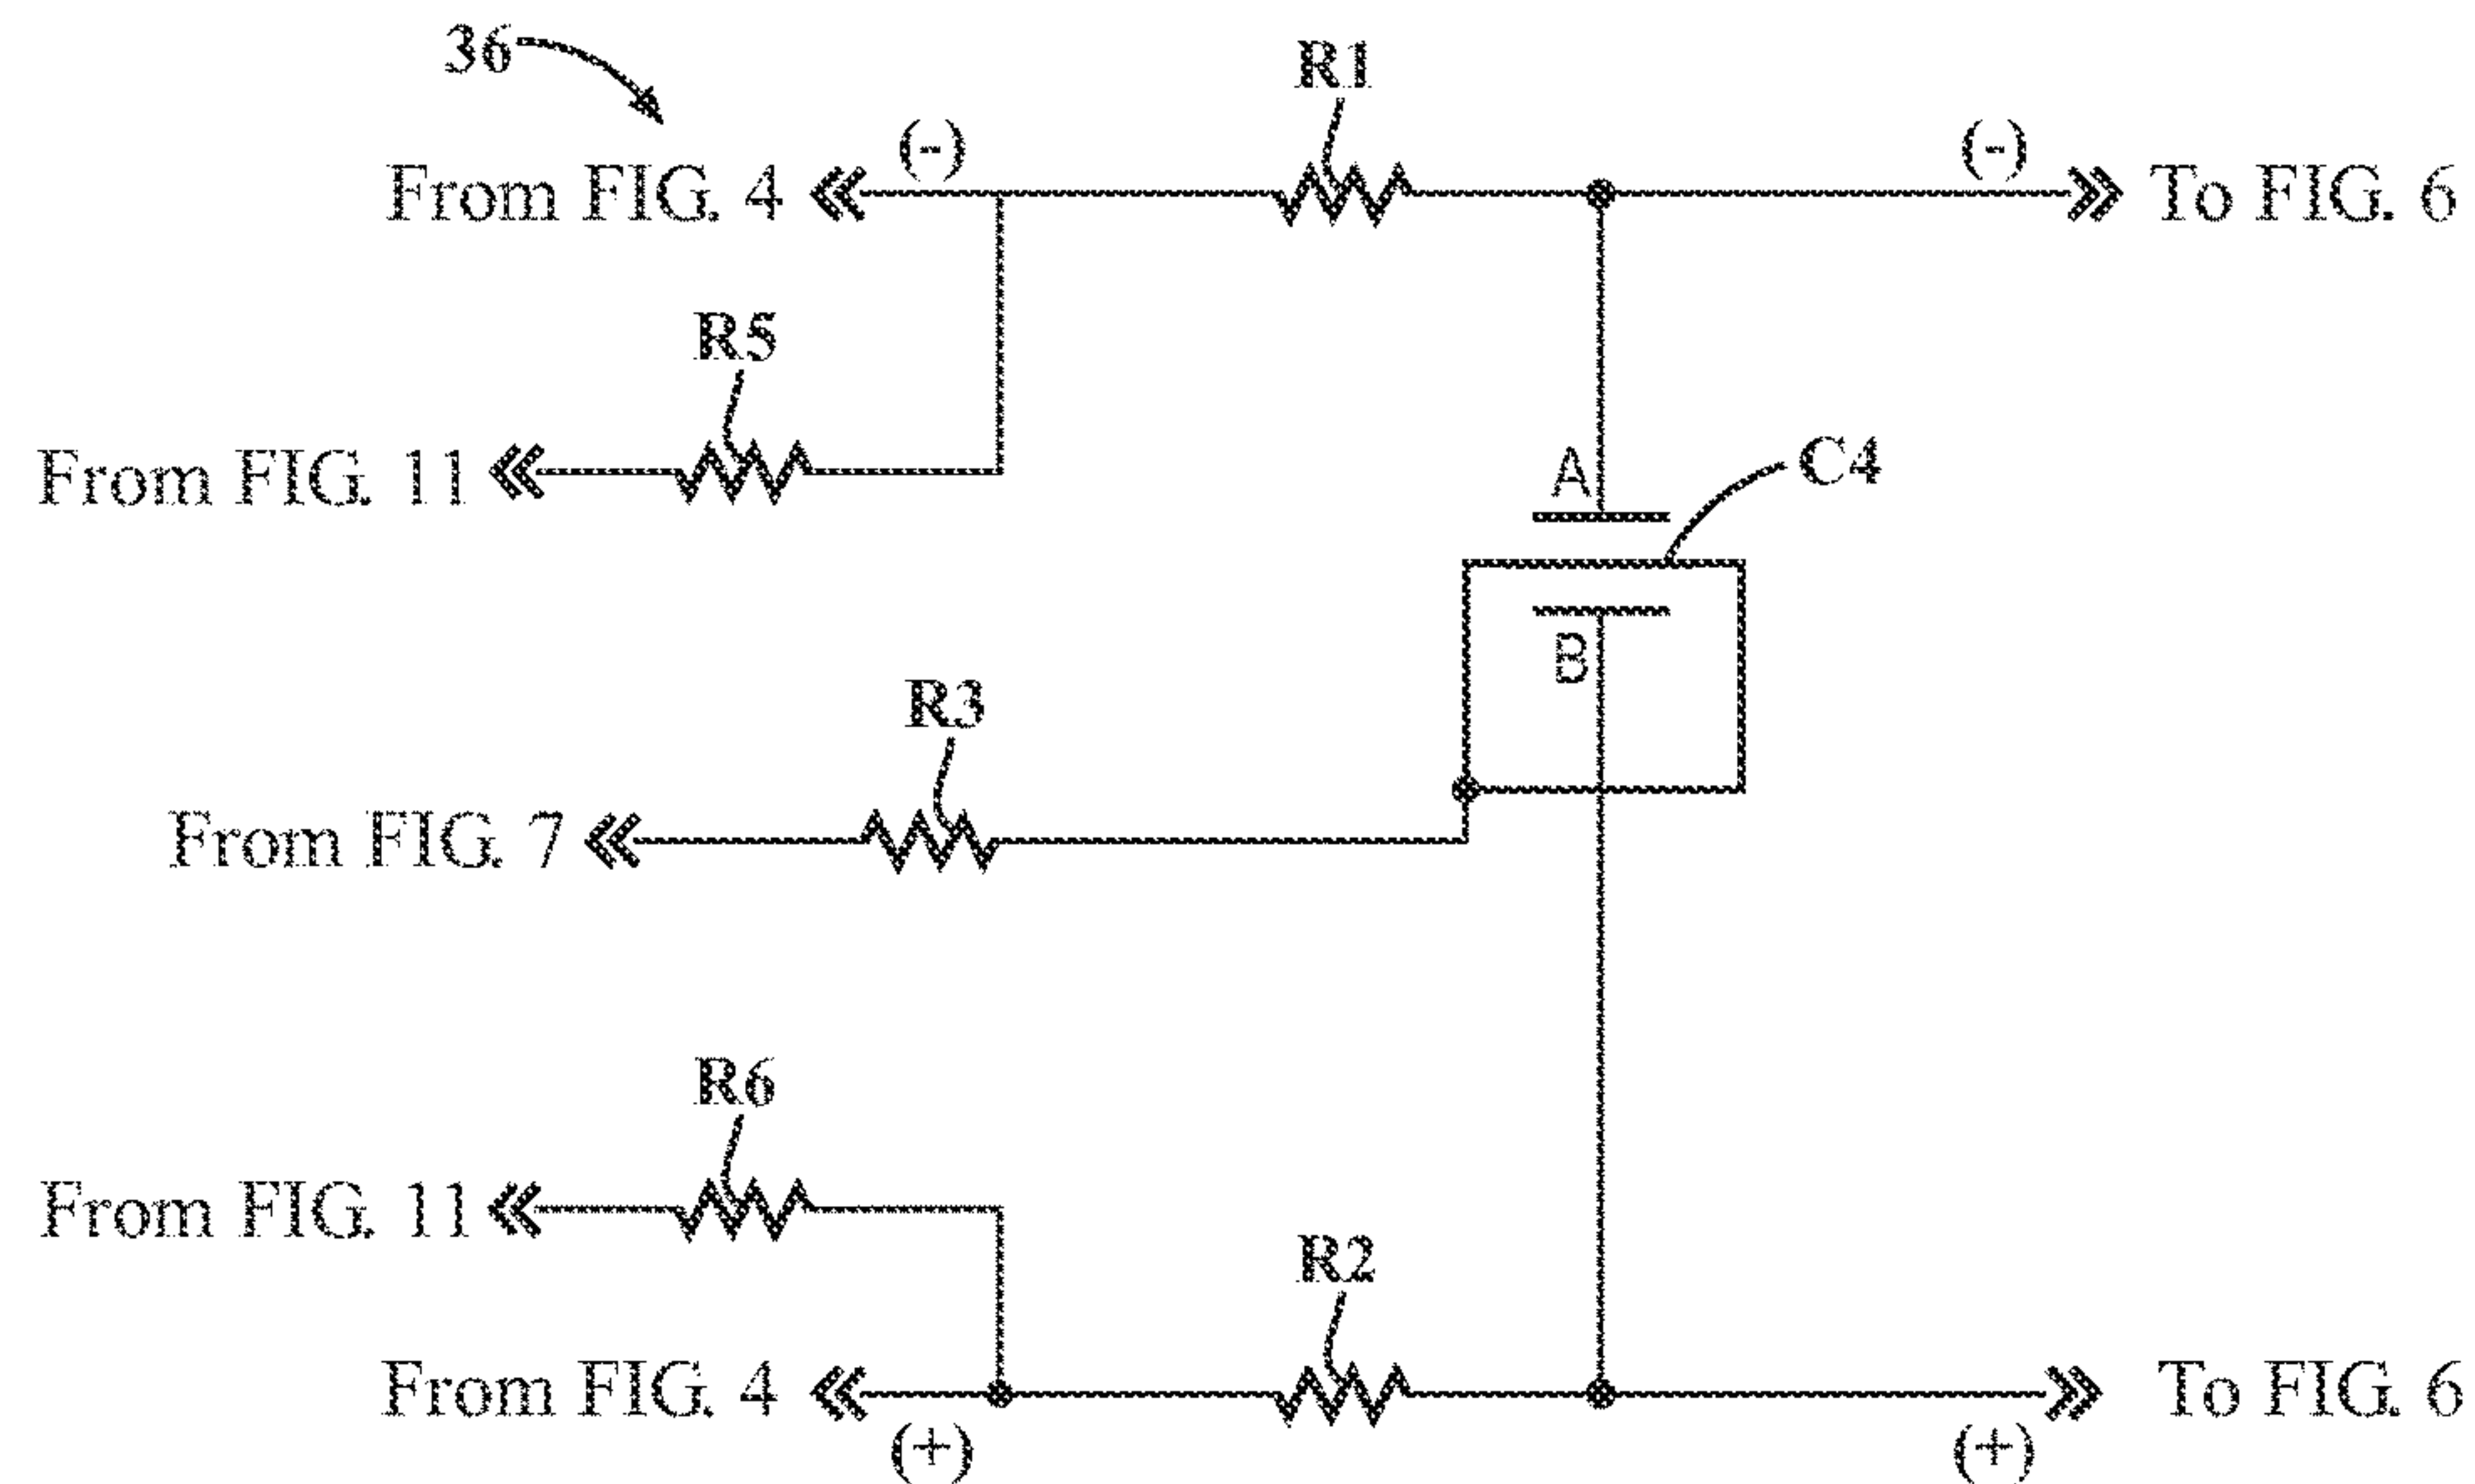 36
R1
(-)
(-)
From FIG. 4
To FIG. 6
R5
From FIG. 11
A
C4
B
R3
From FIG. 7
R6
From FIG. 11
R2
From FIG. 4
To FIG. 6
(+)
(+)